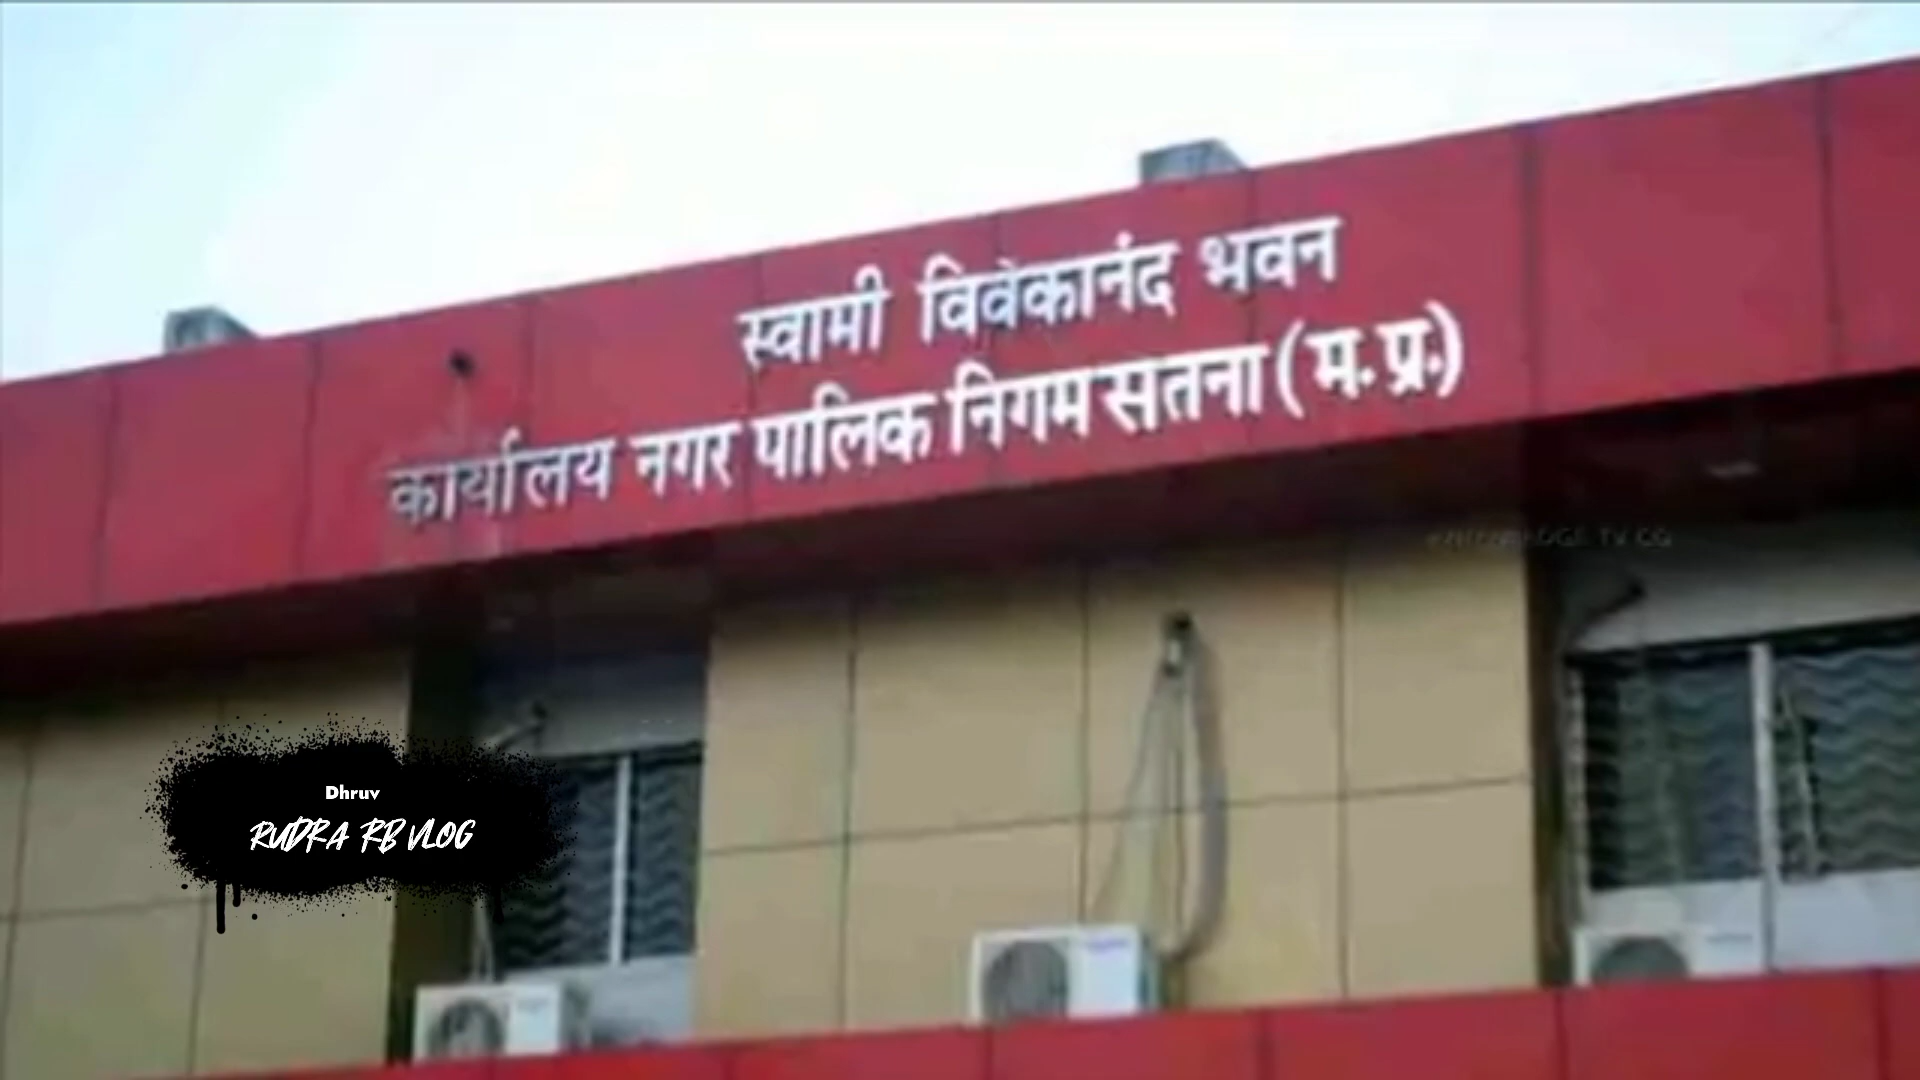 स्वामी विवेकानंद भवन
कार्यालय नगर पालिक निगम सतना (म.प्र.)
Dhruv
RUDRA RB VLOG